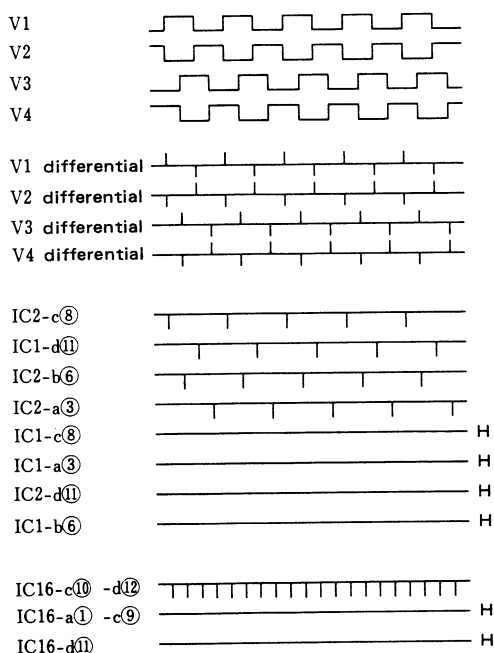 V1
V2
V3
V4
V1 differential
V2 differential
V3 differential
V4 differential
IC2-c⑧
IC1-d⑪
IC2-b⑥
IC2-a③
IC1-c⑧ H
IC1-a③ H
IC2-d⑪ H
IC1-b⑥ H
IC16-c⑩ -d⑫
IC16-a① -c⑨ H
IC16-d⑪ H